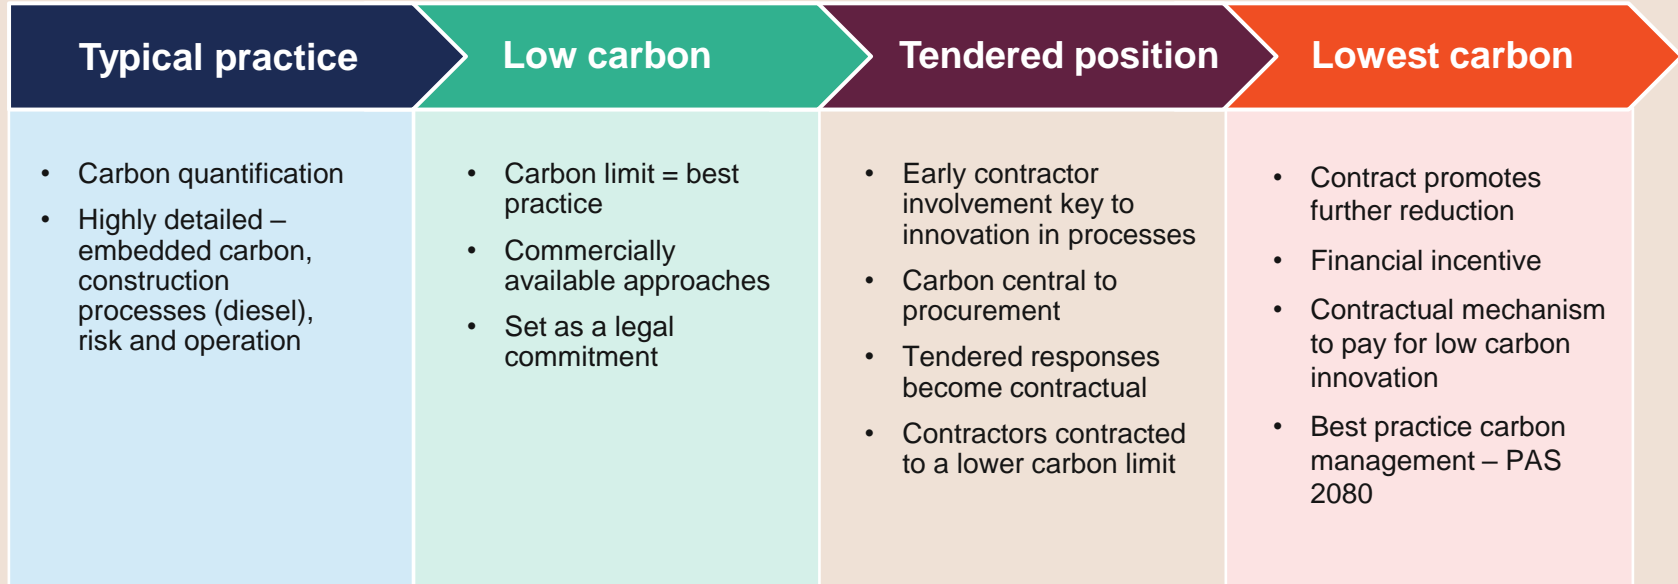 Typical practice
• Carbon quantification
• Highly detailed –
embedded carbon,
construction
processes (diesel),
risk and operation
Low carbon
• Carbon limit = best
practice
• Commercially
available approaches
• Set as a legal
commitment
Tendered position
• Early contractor
involvement key to
innovation in processes
• Carbon central to
procurement
• Tendered responses
become contractual
• Contractors contracted
to a lower carbon limit
Lowest carbon
• Contract promotes
further reduction
• Financial incentive
• Contractual mechanism
to pay for low carbon
innovation
• Best practice carbon
management – PAS
2080